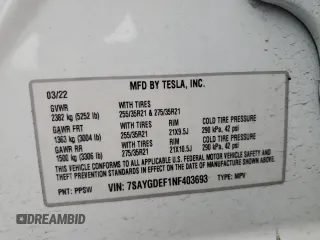 MFD BY TESLA, INC.
03/22
GVWR
2382 kg (5252 lb)
WITH TIRES
255/35R21 & 275/35R21
GAWR FRT
1363 kg (3004 lb)
WITH TIRES
255/35R21
RIM
21X9.5J
COLD TIRE PRESSURE
290 kPa, 42 psi
GAWR RR
1500 kg (3306 lb)
WITH TIRES
275/35R21
RIM
21X10.5J
COLD TIRE PRESSURE
290 kPa, 42 psi
THIS VEHICLE CONFORMS TO ALL APPLICABLE FEDERAL MOTOR VEHICLE SAFETY
BUMPER AND THEFT PREVENTION STANDARDS IN EFFECT ON THE
DATE OF MANUFACTURE SHOWN ABOVE.
PNT: PPSW
VIN: 7SAYGDEF1NF403693
TYPE: MPV
DREAMBID